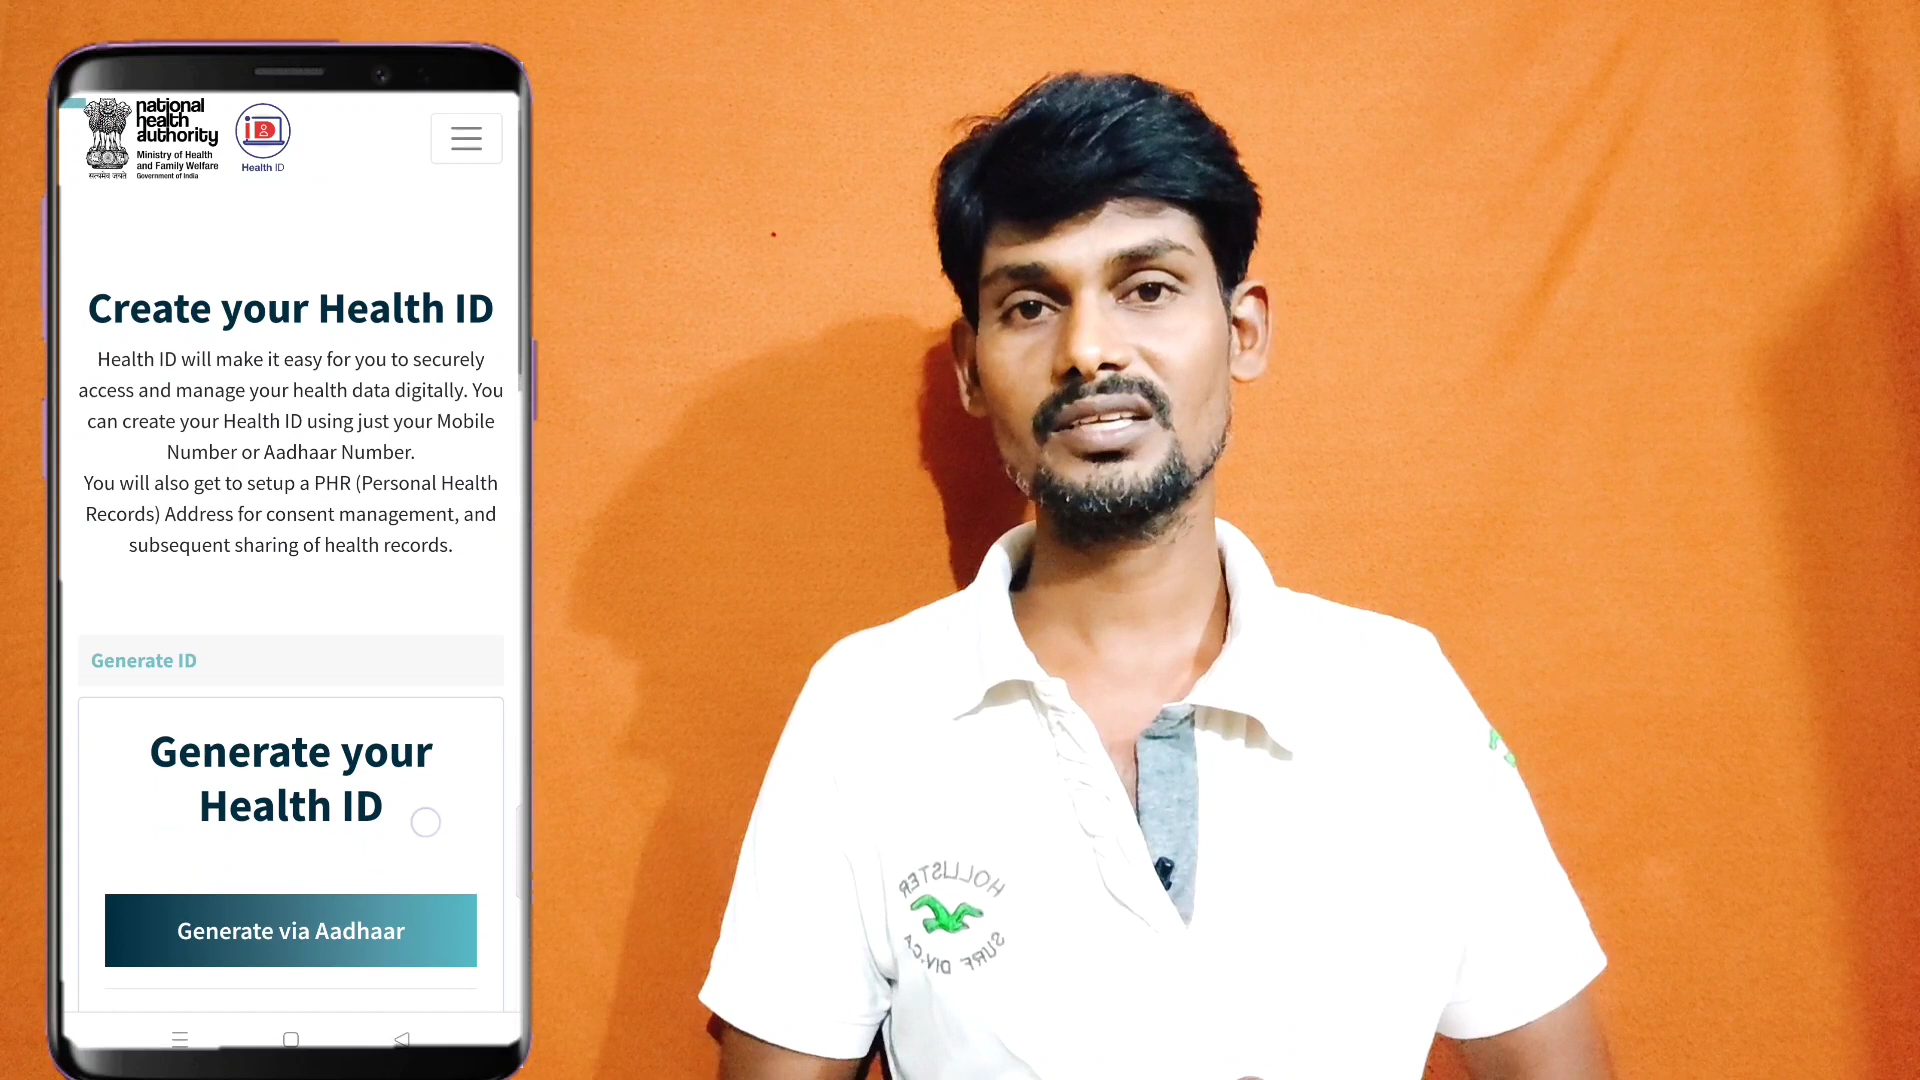 national
health
authority
Ministry of Health
and Family Welfare
Government of India
सत्यमेव जयते
Health ID
Create your Health ID
Health ID will make it easy for you to securely
access and manage your health data digitally. You
can create your Health ID using just your Mobile
Number or Aadhaar Number.
You will also get to setup a PHR (Personal Health
Records) Address for consent management, and
subsequent sharing of health records.
Generate ID
Generate your
Health ID
Generate via Aadhaar
HOLLISTER
SURF DIV. CA